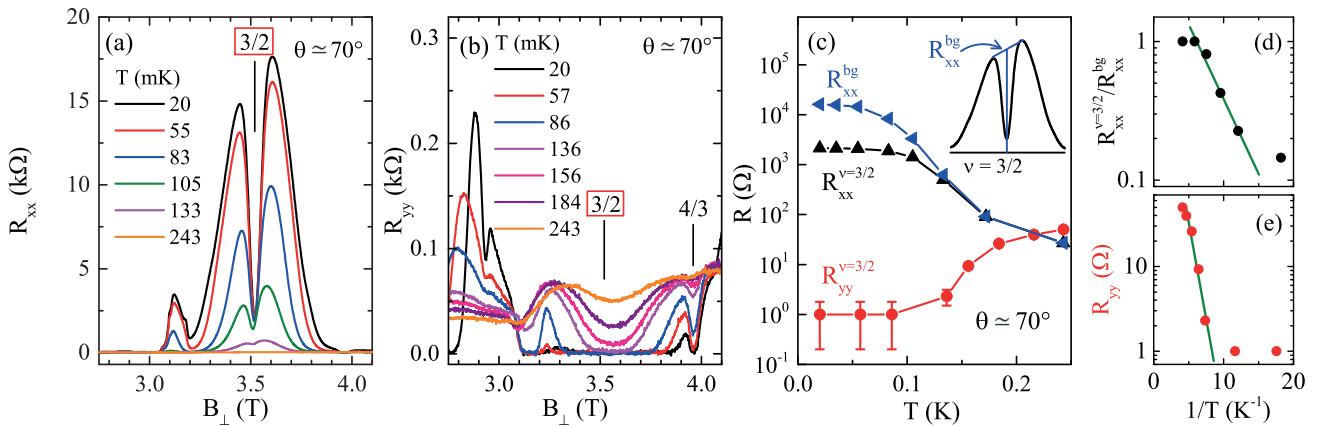 (a)
3/2
θ ≃ 70°
T (mK)
20
55
83
105
133
243
20
15
10
5
0
R_xx (kΩ)
3.0
3.5
4.0
B_⊥ (T)
(b)
T (mK)
θ ≃ 70°
20
57
86
136
156
184
243
3/2
4/3
0.3
0.2
0.1
0.0
R_yy (kΩ)
3.0
3.5
4.0
B_⊥ (T)
(c)
R_xx^bg
R_xx^bg
ν = 3/2
R_xx^ν=3/2
R_yy^ν=3/2
θ ≃ 70°
10^5
10^4
10^3
10^2
10^1
10^0
10^-1
R (Ω)
0.0
0.1
0.2
T (K)
(d)
1
0.1
R_xx^ν=3/2/R_xx^bg
(e)
10
1
R_yy (Ω)
0
5
10
15
20
1/T (K^-1)